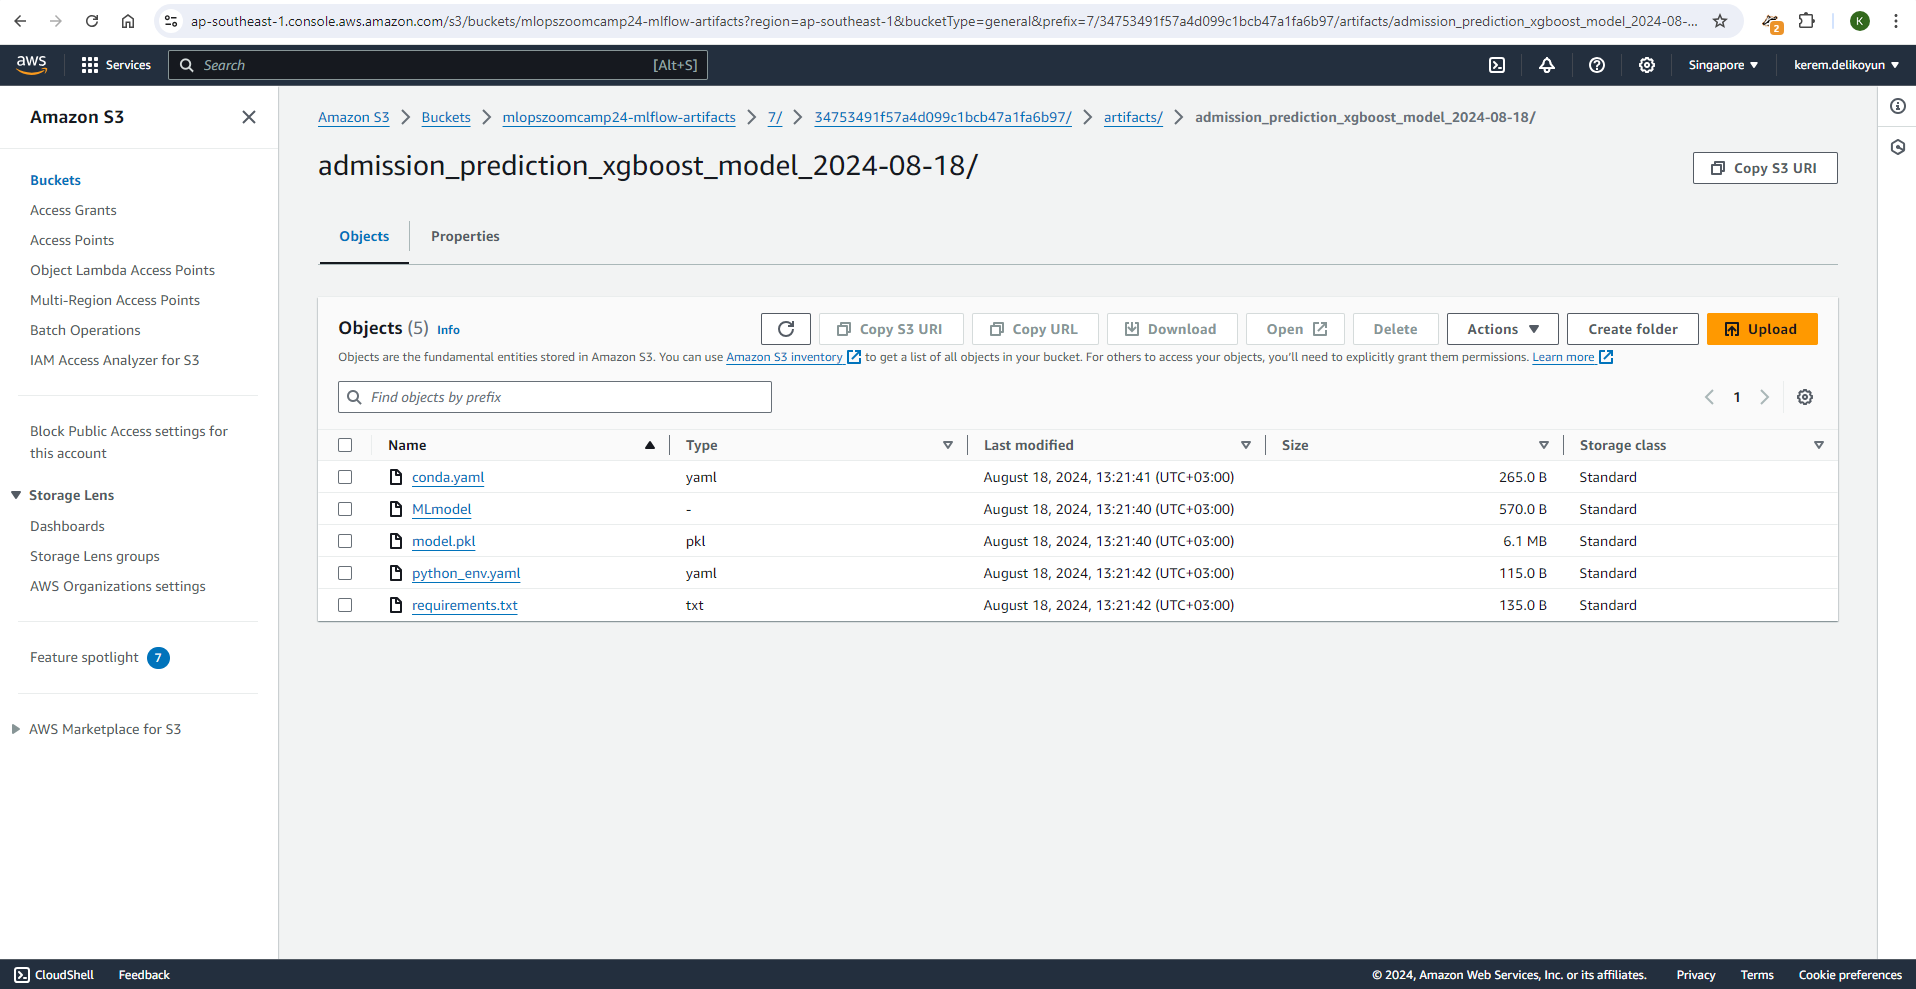 ap-southeast-1.console.aws.amazon.com/s3/buckets/mlopszoomcamp24-mlflow-artifacts?region=ap-southeast-1&bucketType=general&prefix=7/34753491f57a4d099c1bcb47a1fa6b97/artifacts/admission_prediction_xgboost_model_2024-08-...
2
K
aws
Services
Search
[Alt+S]
Singapore
kerem.delikoyun
Amazon S3
Buckets
Access Grants
Access Points
Object Lambda Access Points
Multi-Region Access Points
Batch Operations
IAM Access Analyzer for S3
Block Public Access settings for
this account
Storage Lens
Dashboards
Storage Lens groups
AWS Organizations settings
Feature spotlight 7
AWS Marketplace for S3
Amazon S3 > Buckets > mlopszoomcamp24-mlflow-artifacts > 7/ > 34753491f57a4d099c1bcb47a1fa6b97/ > artifacts/ > admission_prediction_xgboost_model_2024-08-18/
admission_prediction_xgboost_model_2024-08-18/
Copy S3 URI
Objects
Properties
Objects (5) Info
Copy S3 URI
Copy URL
Download
Open
Delete
Actions
Create folder
Upload
Objects are the fundamental entities stored in Amazon S3. You can use Amazon S3 inventory to get a list of all objects in your bucket. For others to access your objects, you'll need to explicitly grant them permissions. Learn more
Find objects by prefix
1
Name Type Last modified Size Storage class
conda.yaml yaml August 18, 2024, 13:21:41 (UTC+03:00) 265.0 B Standard
MLmodel - August 18, 2024, 13:21:40 (UTC+03:00) 570.0 B Standard
model.pkl pkl August 18, 2024, 13:21:40 (UTC+03:00) 6.1 MB Standard
python_env.yaml yaml August 18, 2024, 13:21:42 (UTC+03:00) 115.0 B Standard
requirements.txt txt August 18, 2024, 13:21:42 (UTC+03:00) 135.0 B Standard
CloudShell
Feedback
© 2024, Amazon Web Services, Inc. or its affiliates.
Privacy
Terms
Cookie preferences